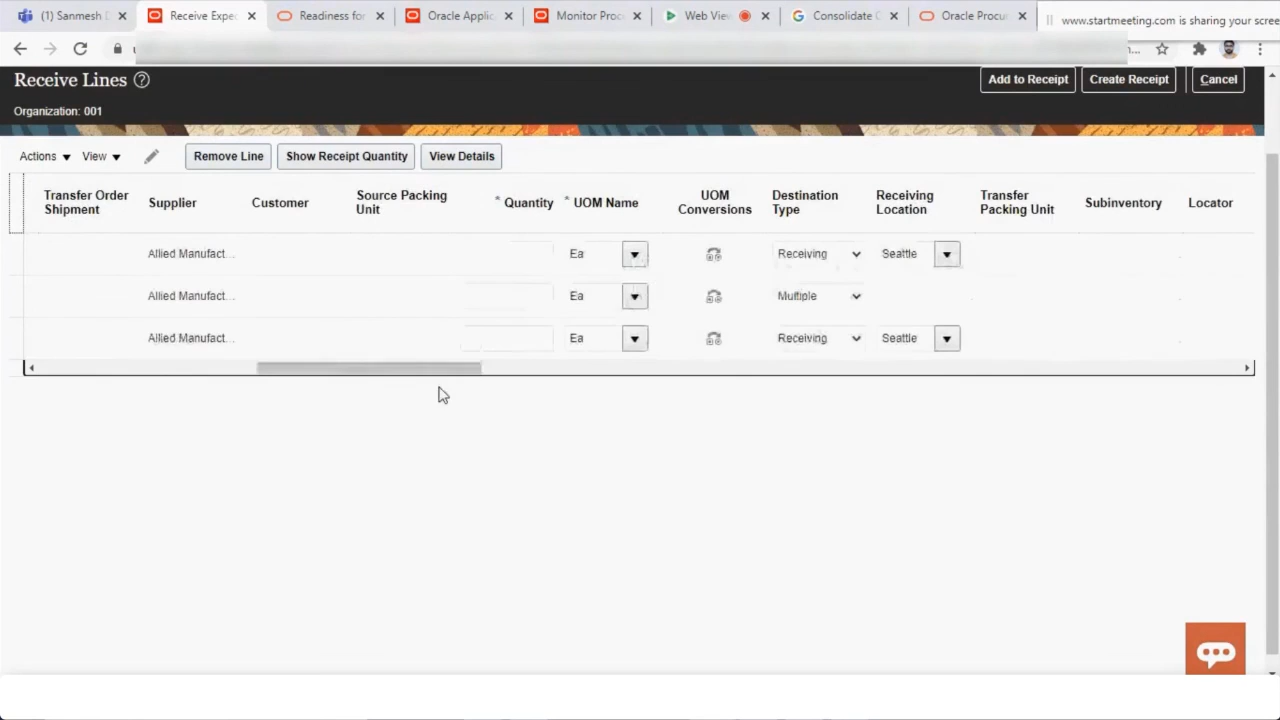 (1) Sanmesh D
Receive Expe
Readiness for
Oracle Applic
Monitor Proc
Web View
Consolidate
Oracle Procu
www.startmeeting.com is sharing your scree
Receive Lines
Organization: 001
Add to Receipt
Create Receipt
Cancel
Actions
View
Remove Line
Show Receipt Quantity
View Details
Transfer Order Shipment
Supplier
Customer
Source Packing Unit
* Quantity
* UOM Name
UOM Conversions
Destination Type
Receiving Location
Transfer Packing Unit
Subinventory
Locator
Allied Manufact... Ea Receiving Seattle
Allied Manufact... Ea Multiple
Allied Manufact... Ea Receiving Seattle